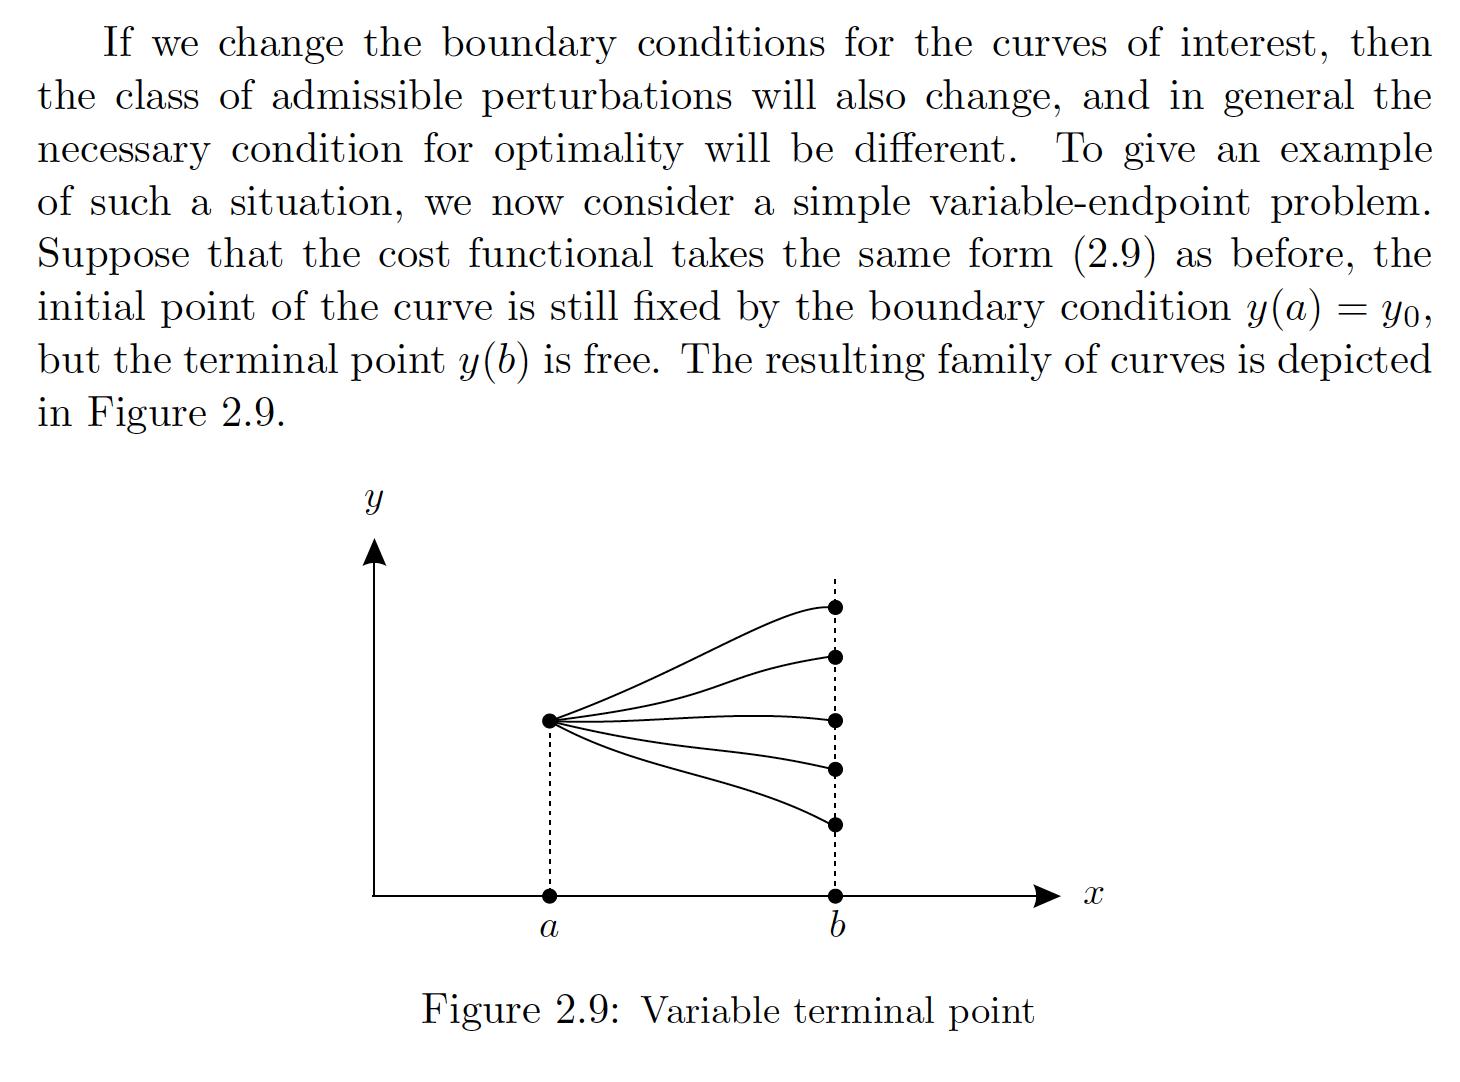 If we change the boundary conditions for the curves of interest, then
the class of admissible perturbations will also change, and in general the
necessary condition for optimality will be different. To give an example
of such a situation, we now consider a simple variable-endpoint problem.
Suppose that the cost functional takes the same form (2.9) as before, the
initial point of the curve is still fixed by the boundary condition y(a) = y₀,
but the terminal point y(b) is free. The resulting family of curves is depicted
in Figure 2.9.
y
x
a
b
Figure 2.9: Variable terminal point